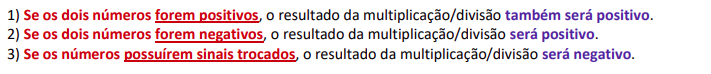 1) Se os dois números forem positivos, o resultado da multiplicação/divisão também será positivo.
2) Se os dois números forem negativos, o resultado da multiplicação/divisão será positivo.
3) Se os números possuírem sinais trocados, o resultado da multiplicação/divisão será negativo.